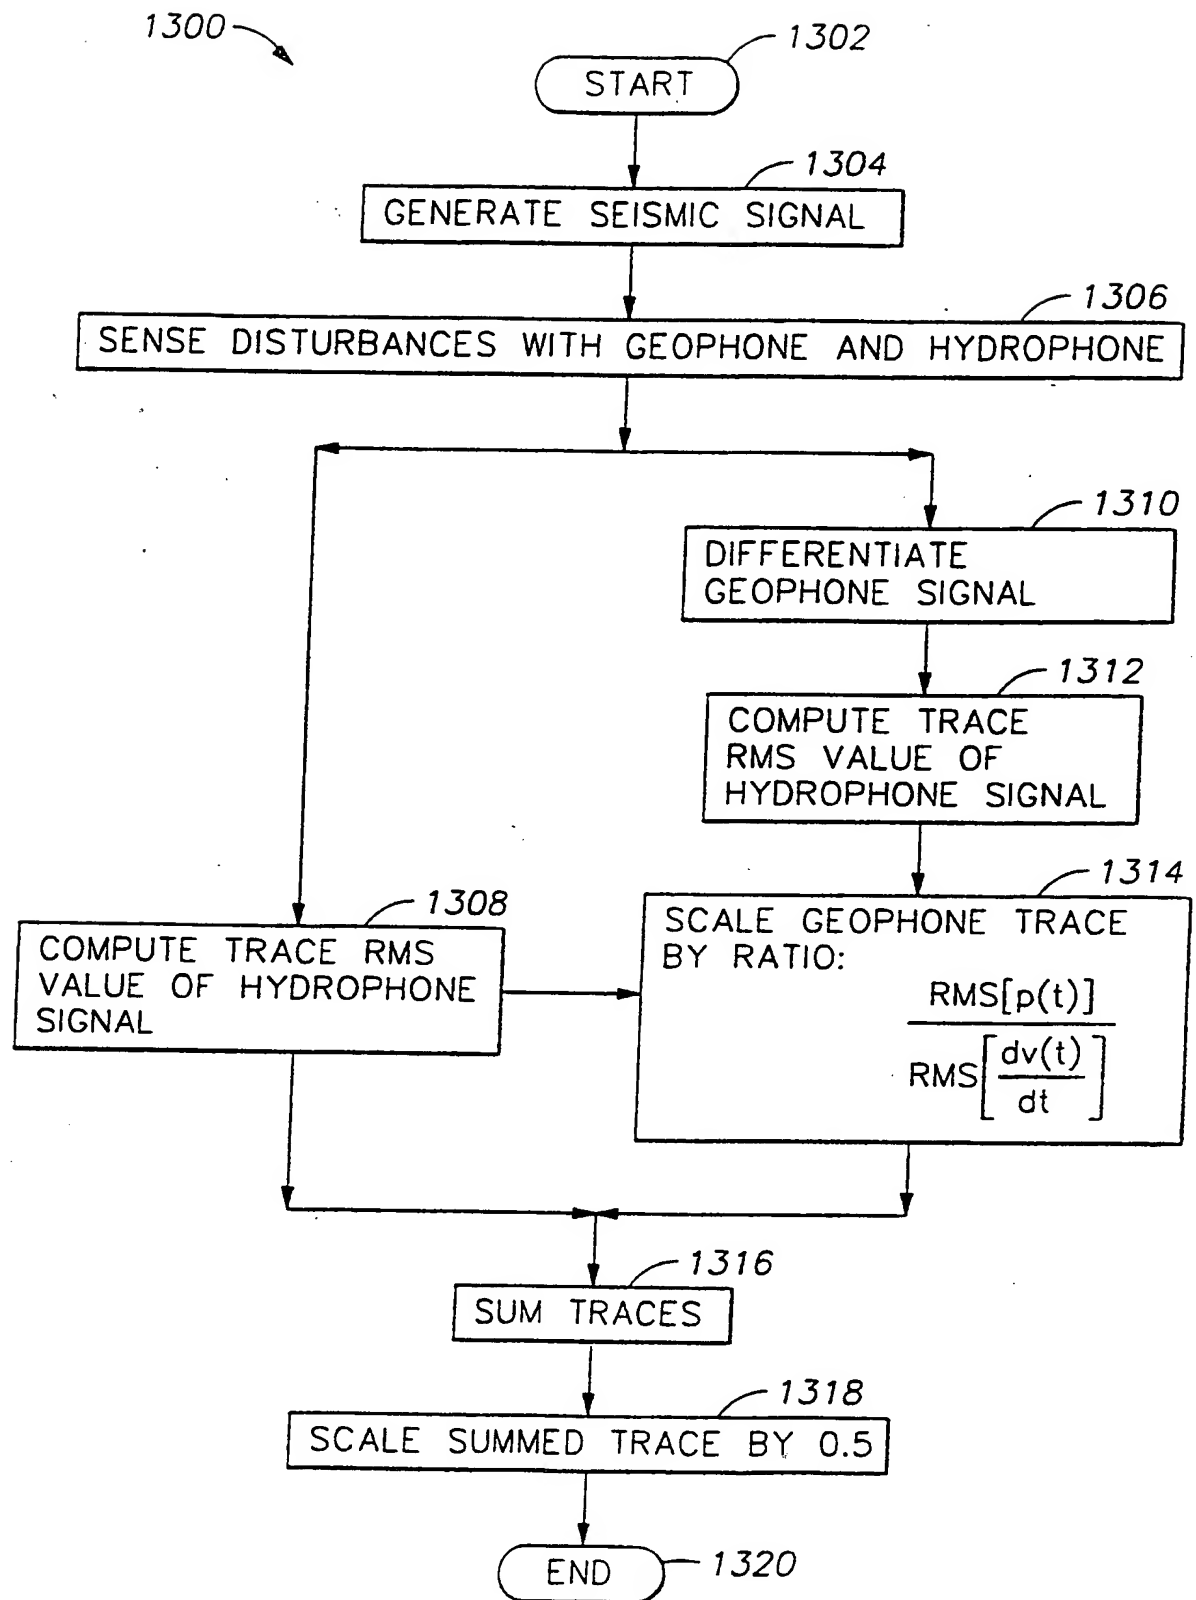 1300
1302
START
1304
GENERATE SEISMIC SIGNAL
1306
SENSE DISTURBANCES WITH GEOPHONE AND HYDROPHONE
1310
DIFFERENTIATE
GEOPHONE SIGNAL
1312
COMPUTE TRACE
RMS VALUE OF
HYDROPHONE SIGNAL
1308
COMPUTE TRACE RMS
VALUE OF HYDROPHONE
SIGNAL
1314
SCALE GEOPHONE TRACE
BY RATIO:
RMS[p(t)]
RMS[dv(t)
dt]
1316
SUM TRACES
1318
SCALE SUMMED TRACE BY 0.5
END
1320